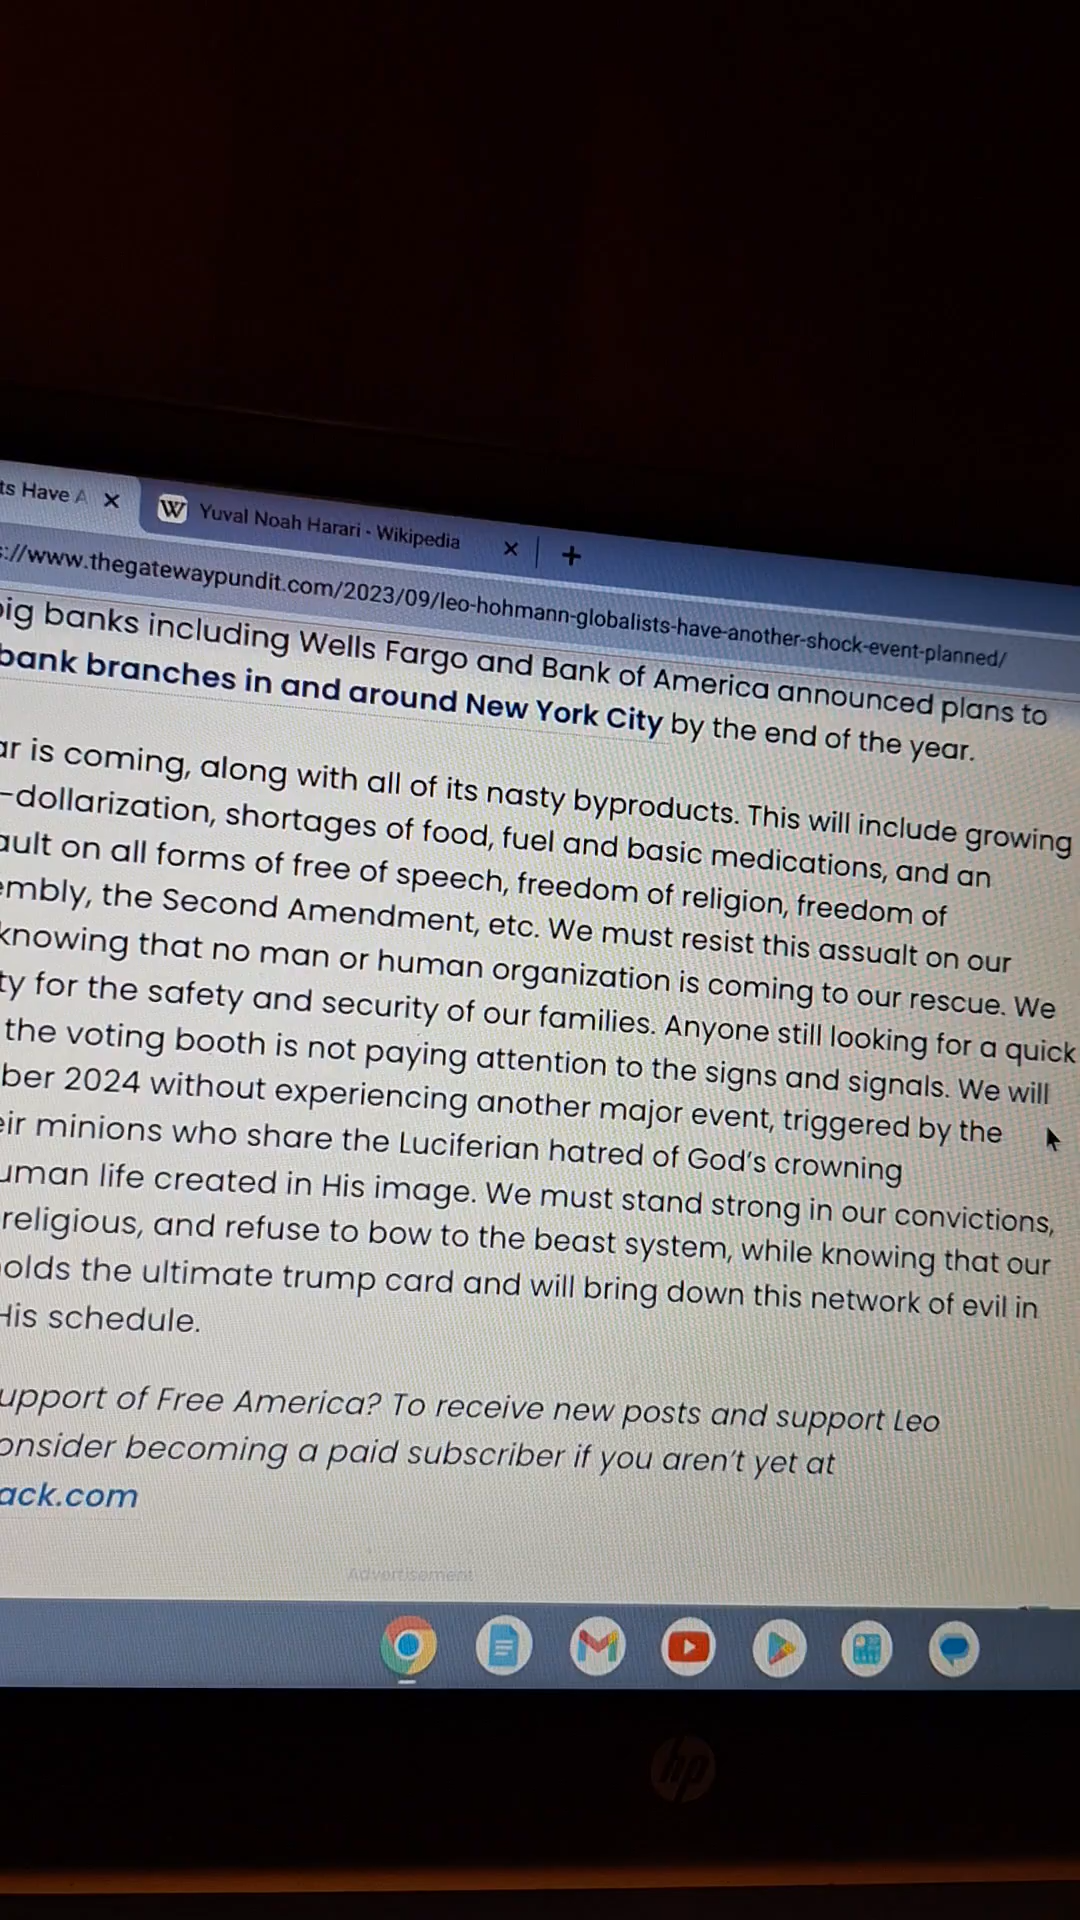 ts Have A
Yuval Noah Harari - Wikipedia
://www.thegatewaypundit.com/2023/09/leo-hohmann-globalists-have-another-shock-event-planned/
big banks including Wells Fargo and Bank of America announced plans to
bank branches in and around New York City by the end of the year.
ar is coming, along with all of its nasty byproducts. This will include growing
-dollarization, shortages of food, fuel and basic medications, and an
ault on all forms of free of speech, freedom of religion, freedom of
embly, the Second Amendment, etc. We must resist this assualt on our
knowing that no man or human organization is coming to our rescue. We
ty for the safety and security of our families. Anyone still looking for a quick
the voting booth is not paying attention to the signs and signals. We will
ber 2024 without experiencing another major event, triggered by the
eir minions who share the Luciferian hatred of God's crowning
uman life created in His image. We must stand strong in our convictions,
religious, and refuse to bow to the beast system, while knowing that our
olds the ultimate trump card and will bring down this network of evil in
His schedule.
upport of Free America? To receive new posts and support Leo
onsider becoming a paid subscriber if you aren't yet at
ack.com
Advertisement
hp